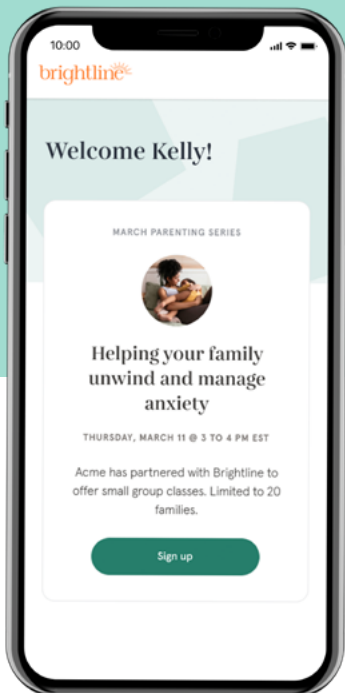 10:00
brightline
Welcome Kelly!
MARCH PARENTING SERIES
Helping your family
unwind and manage
anxiety
THURSDAY, MARCH 11 @ 3 TO 4 PM EST
Acme has partnered with Brightline to
offer small group classes. Limited to 20
families.
Sign up